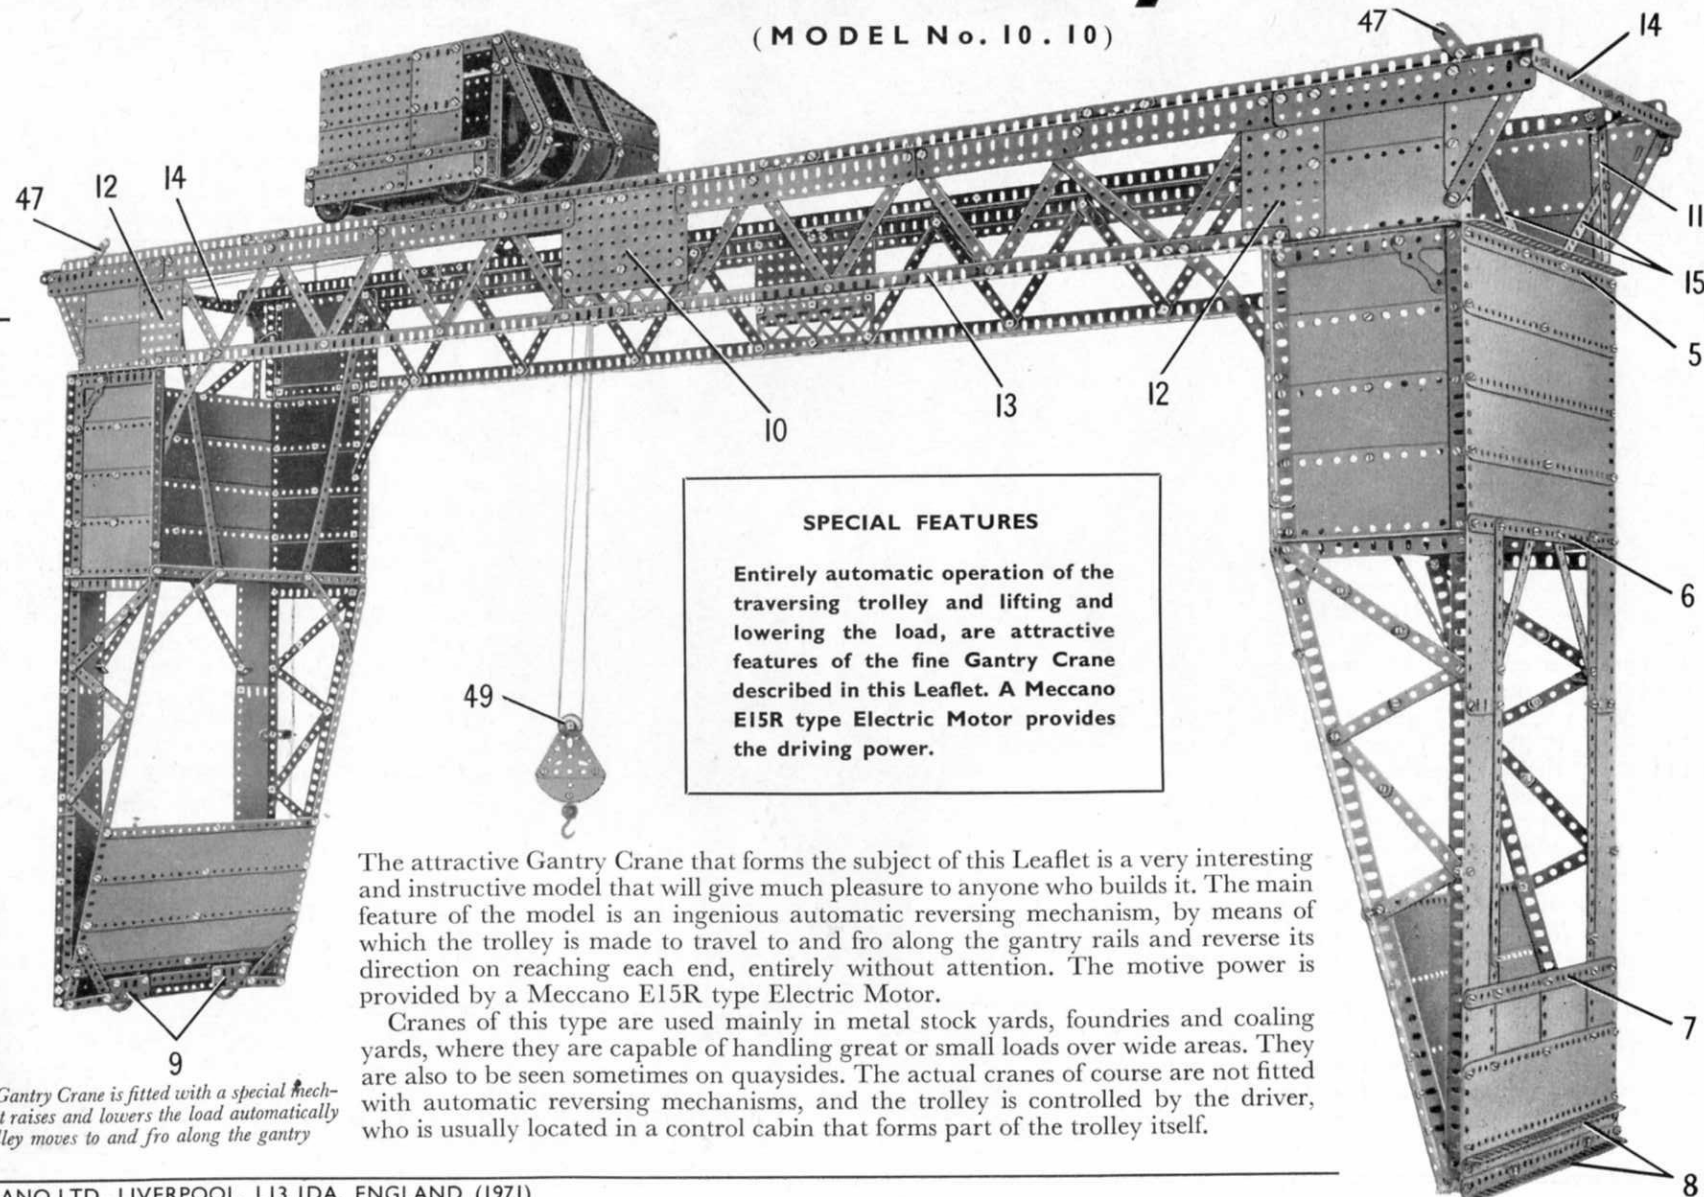 (MODEL No. 10.10)
47
14
47
12
14
11
15
5
12
13
10
6
SPECIAL FEATURES
Entirely automatic operation of the
traversing trolley and lifting and
lowering the load, are attractive
features of the fine Gantry Crane
described in this Leaflet. A Meccano
E15R type Electric Motor provides
the driving power.
49
The attractive Gantry Crane that forms the subject of this Leaflet is a very interesting
and instructive model that will give much pleasure to anyone who builds it. The main
feature of the model is an ingenious automatic reversing mechanism, by means of
which the trolley is made to travel to and fro along the gantry rails and reverse its
direction on reaching each end, entirely without attention. The motive power is
provided by a Meccano E15R type Electric Motor.
Cranes of this type are used mainly in metal stock yards, foundries and coaling
yards, where they are capable of handling great or small loads over wide areas. They
are also to be seen sometimes on quaysides. The actual cranes of course are not fitted
with automatic reversing mechanisms, and the trolley is controlled by the driver,
who is usually located in a control cabin that forms part of the trolley itself.
7
9
Gantry Crane is fitted with a special mech-
t raises and lowers the load automatically
ley moves to and fro along the gantry
8
ANO LTD. LIVERPOOL, L13 1DA, ENGLAND (1971)